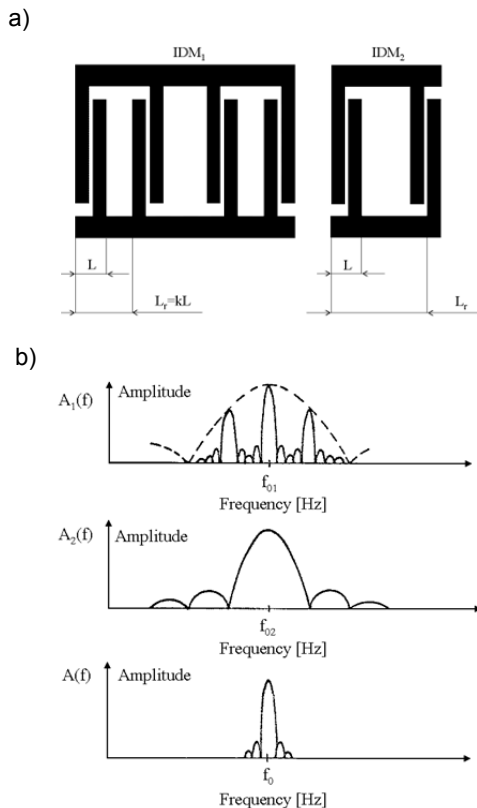 a)
IDM₁ IDM₂
L L
Lᵣ=kL Lᵣ
b)
A₁(f) Amplitude
f₀₁
Frequency [Hz]
A₂(f) Amplitude
f₀₂
Frequency [Hz]
A(f) Amplitude
f₀
Frequency [Hz]